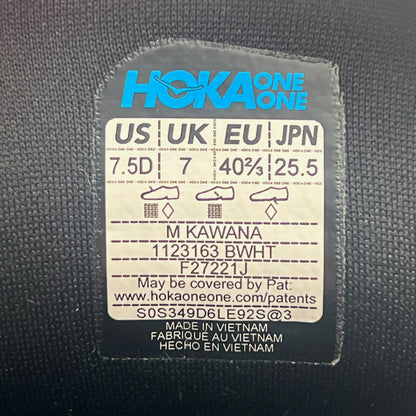 HOKA ONE ONE
US UK EU JPN
7.5D 7 40⅔ 25.5
M KAWANA
1123163 BWHT
F27221J
May be covered by Pat:
www.hokaoneone.com/patents
S0S349D6LE92S@3
MADE IN VIETNAM
FABRIQUÉ AU VIETNAM
HECHO EN VIETNAM